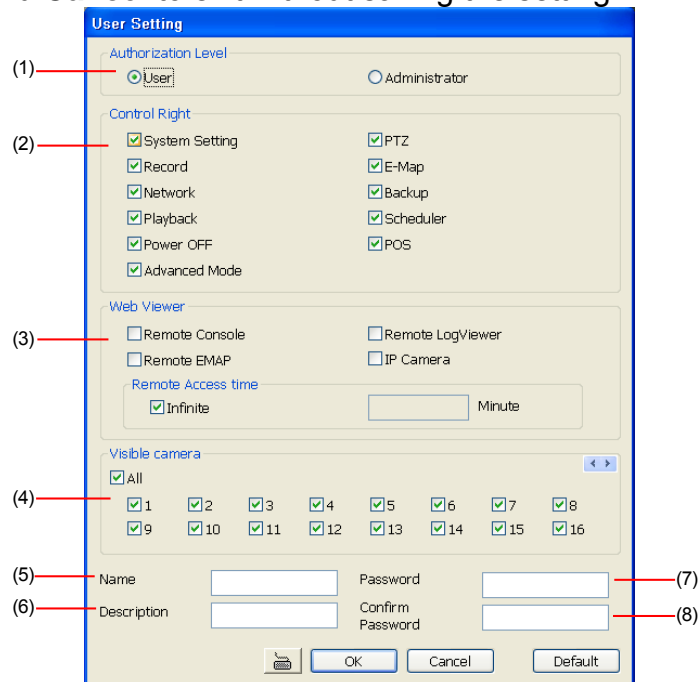 User Setting
Authorization Level
(1)
User
Administrator
Control Right
(2)
System Setting
PTZ
Record
E-Map
Network
Backup
Playback
Scheduler
Power OFF
POS
Advanced Mode
Web Viewer
(3)
Remote Console
Remote LogViewer
Remote EMAP
IP Camera
Remote Access time
Infinite
Minute
Visible camera
All
(4)
1 2 3 4 5 6 7 8
9 10 11 12 13 14 15 16
(5)
Name
Password
(7)
(6)
Description
Confirm
Password
(8)
OK
Cancel
Default